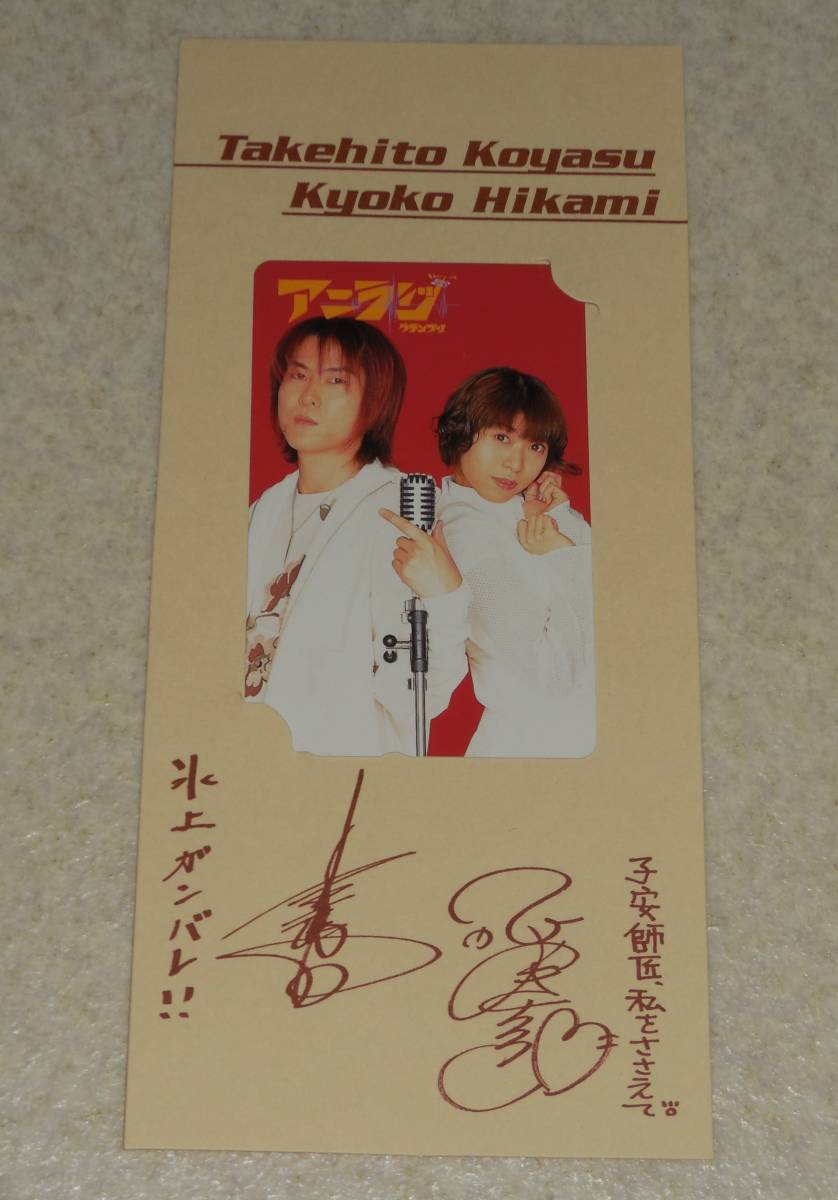 Takehito Koyasu
Kyoko Hikami
アニラジ
グランプリ
氷上ガンバレ!!
子安師匠、私をささえて